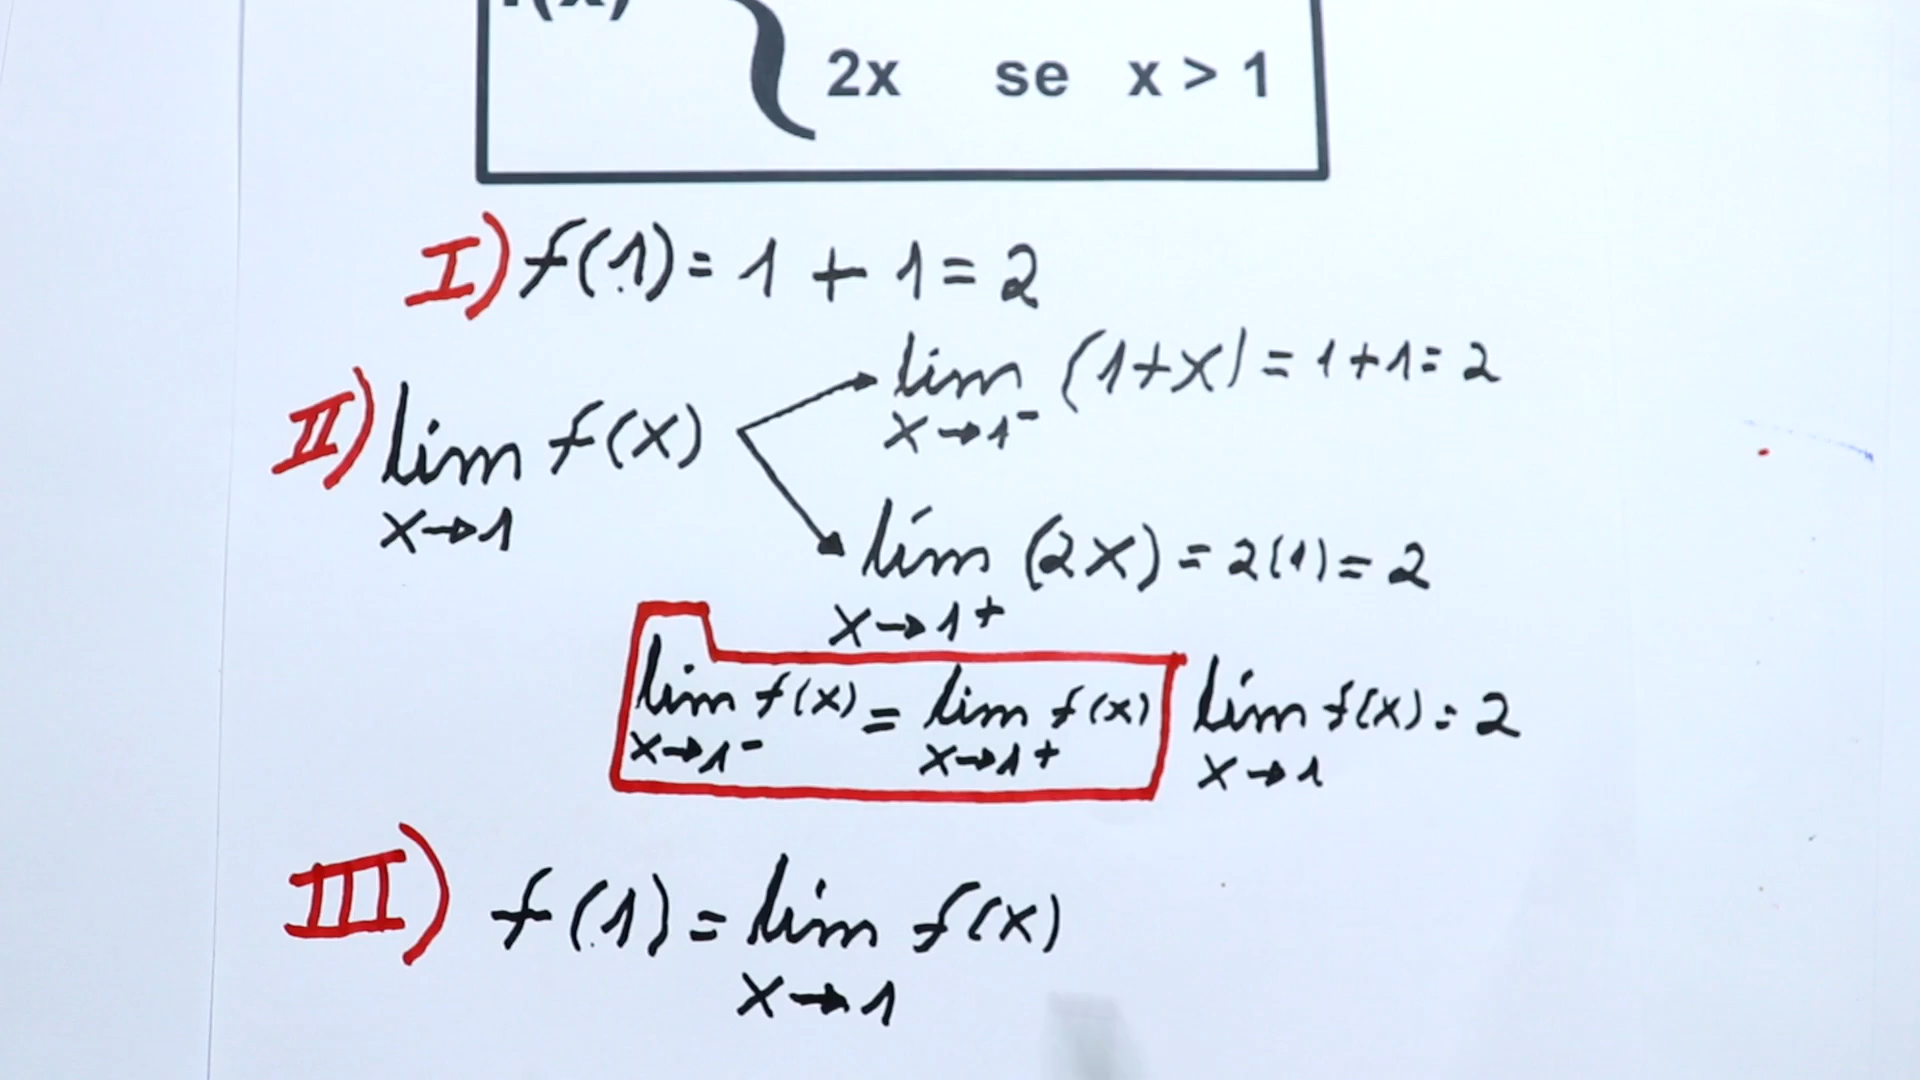 f(x)
2x se x > 1
I) f(1) = 1 + 1 = 2
II) lim f(x)
x→1
lim (1+x) = 1+1 = 2
x→1⁻
lim (2x) = 2(1) = 2
x→1⁺
lim f(x) = lim f(x) lim f(x) = 2
x→1⁻ x→1⁺ x→1
III) f(1) = lim f(x)
x→1